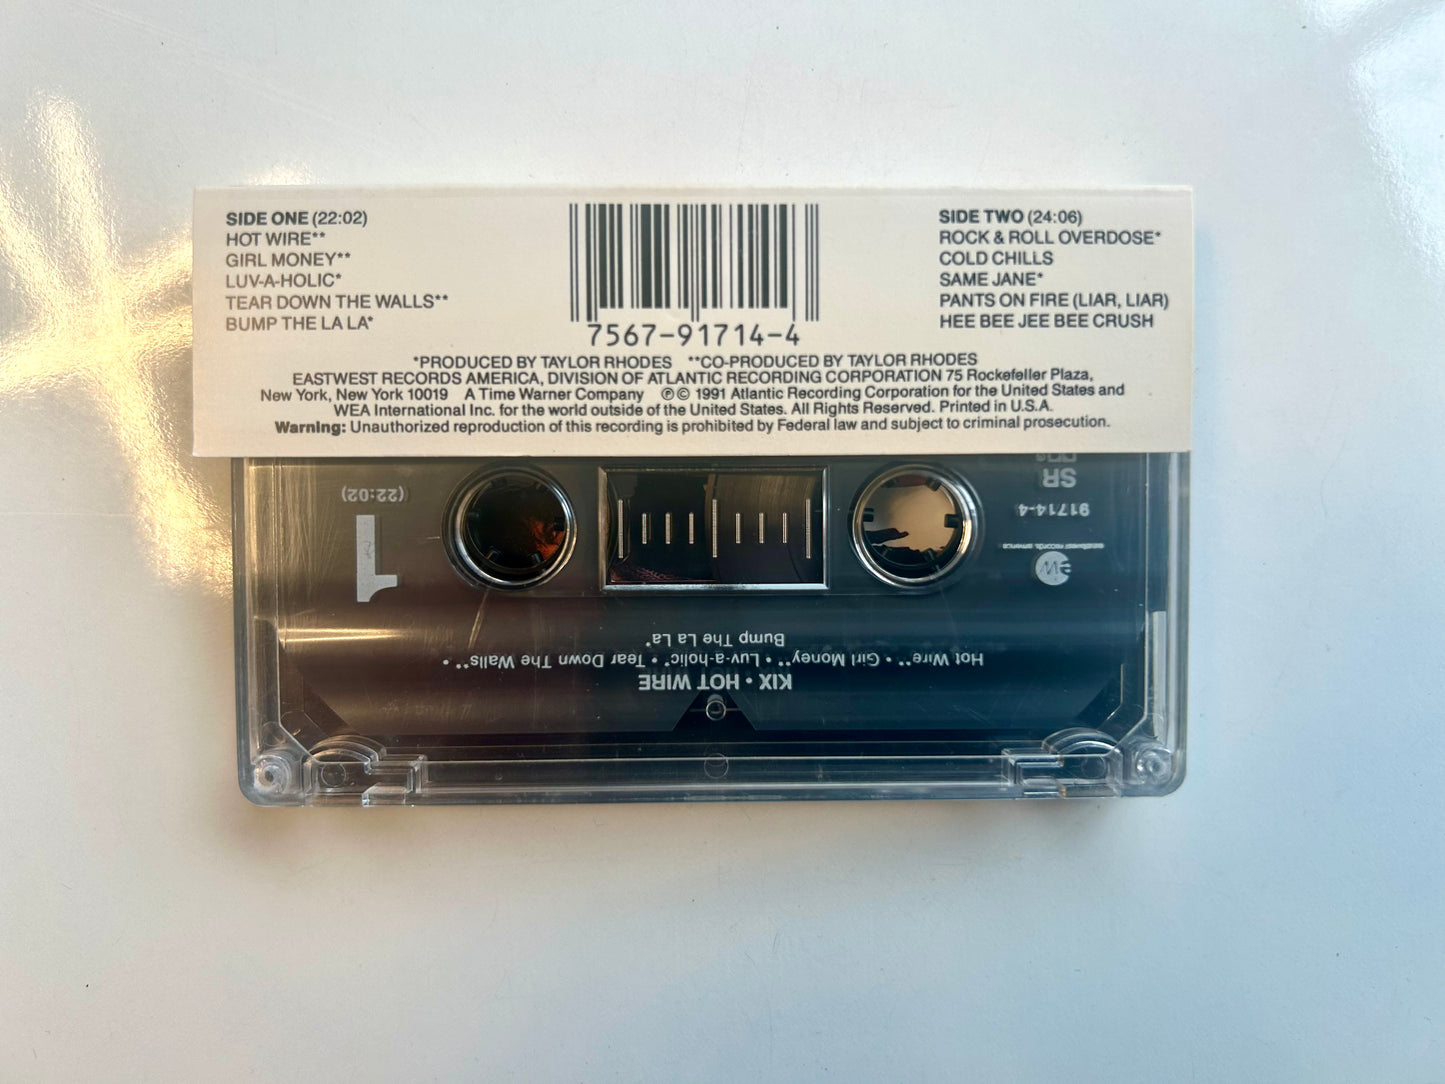 SIDE ONE (22:02)
HOT WIRE**
GIRL MONEY**
LUV-A-HOLIC*
TEAR DOWN THE WALLS**
BUMP THE LA LA*
7567-91714-4
SIDE TWO (24:06)
ROCK & ROLL OVERDOSE*
COLD CHILLS
SAME JANE*
PANTS ON FIRE (LIAR, LIAR)
HEE BEE JEE BEE CRUSH
*PRODUCED BY TAYLOR RHODES **CO-PRODUCED BY TAYLOR RHODES
EASTWEST RECORDS AMERICA, DIVISION OF ATLANTIC RECORDING CORPORATION 75 Rockefeller Plaza,
New York, New York 10019 A Time Warner Company ℗© 1991 Atlantic Recording Corporation for the United States and
WEA International Inc. for the world outside of the United States. All Rights Reserved. Printed in U.S.A.
Warning: Unauthorized reproduction of this recording is prohibited by Federal law and subject to criminal prosecution.
KIX • HOT WIRE
Hot Wire** • Girl Money** • Luv-a-holic* • Tear Down The Walls** •
Bump The La La*
ew
eastwest records america
91714-4
SR
1
(22:02)